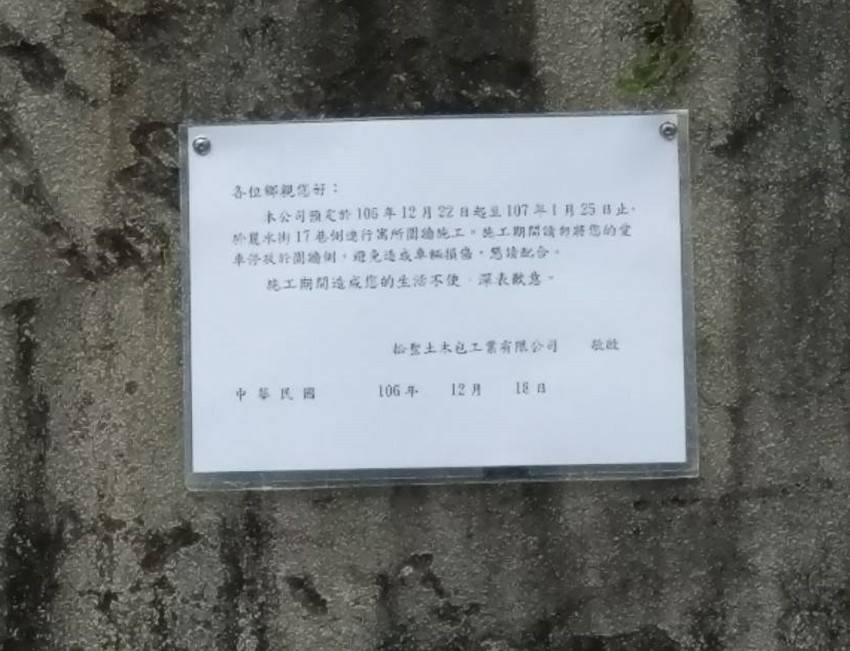 各位鄉親您好：
本公司預定於106年12月22日起至107年1月25日止，
於麗水街17巷側進行寓所圍牆施工。施工期間請勿將您的愛
車停放於圍牆側，避免造成車輛損傷，懇請配合。
施工期間造成您的生活不便，深表歉意。
松聖土木包工業有限公司 敬啟
中華民國 106年 12月 18日